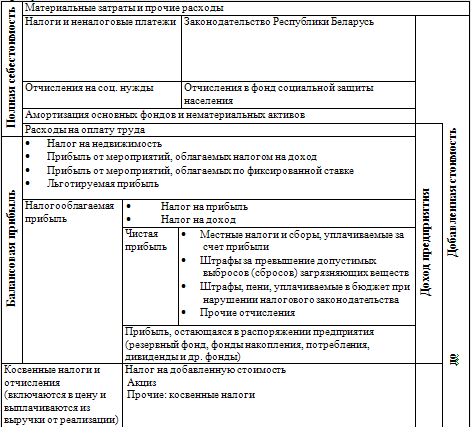 Материальные затраты и прочие расходы
Полная себестоимость
Налоги и неналоговые платежи
Законодательство Республики Беларусь
Отчисления на соц. нужды
Отчисления в фонд социальной защиты
населения
Амортизация основных фондов и нематериальных активов
Расходы на оплату труда
Балансовая прибыль
• Налог на недвижимость
• Прибыль от мероприятий, облагаемых налогом на доход
• Прибыль от мероприятий, облагаемых по фиксированной ставке
• Льготируемая прибыль
Налогооблагаемая
прибыль
• Налог на прибыль
• Налог на доход
Чистая
прибыль
• Местные налоги и сборы, уплачиваемые за
счет прибыли
• Штрафы за превышение допустимых
выбросов (сбросов) загрязняющих веществ
• Штрафы, пени, уплачиваемые в бюджет при
нарушении налогового законодательства
• Прочие отчисления
Прибыль, остающаяся в распоряжении предприятия
(резервный фонд, фонды накопления, потребления,
дивиденды и др. фонды)
Доход предприятия
Добавленная стоимость
Косвенные налоги и
отчисления
(включаются в цену и
выплачиваются из
выручки от реализации)
Налог на добавленную стоимость
Акциз
Прочие: косвенные налоги